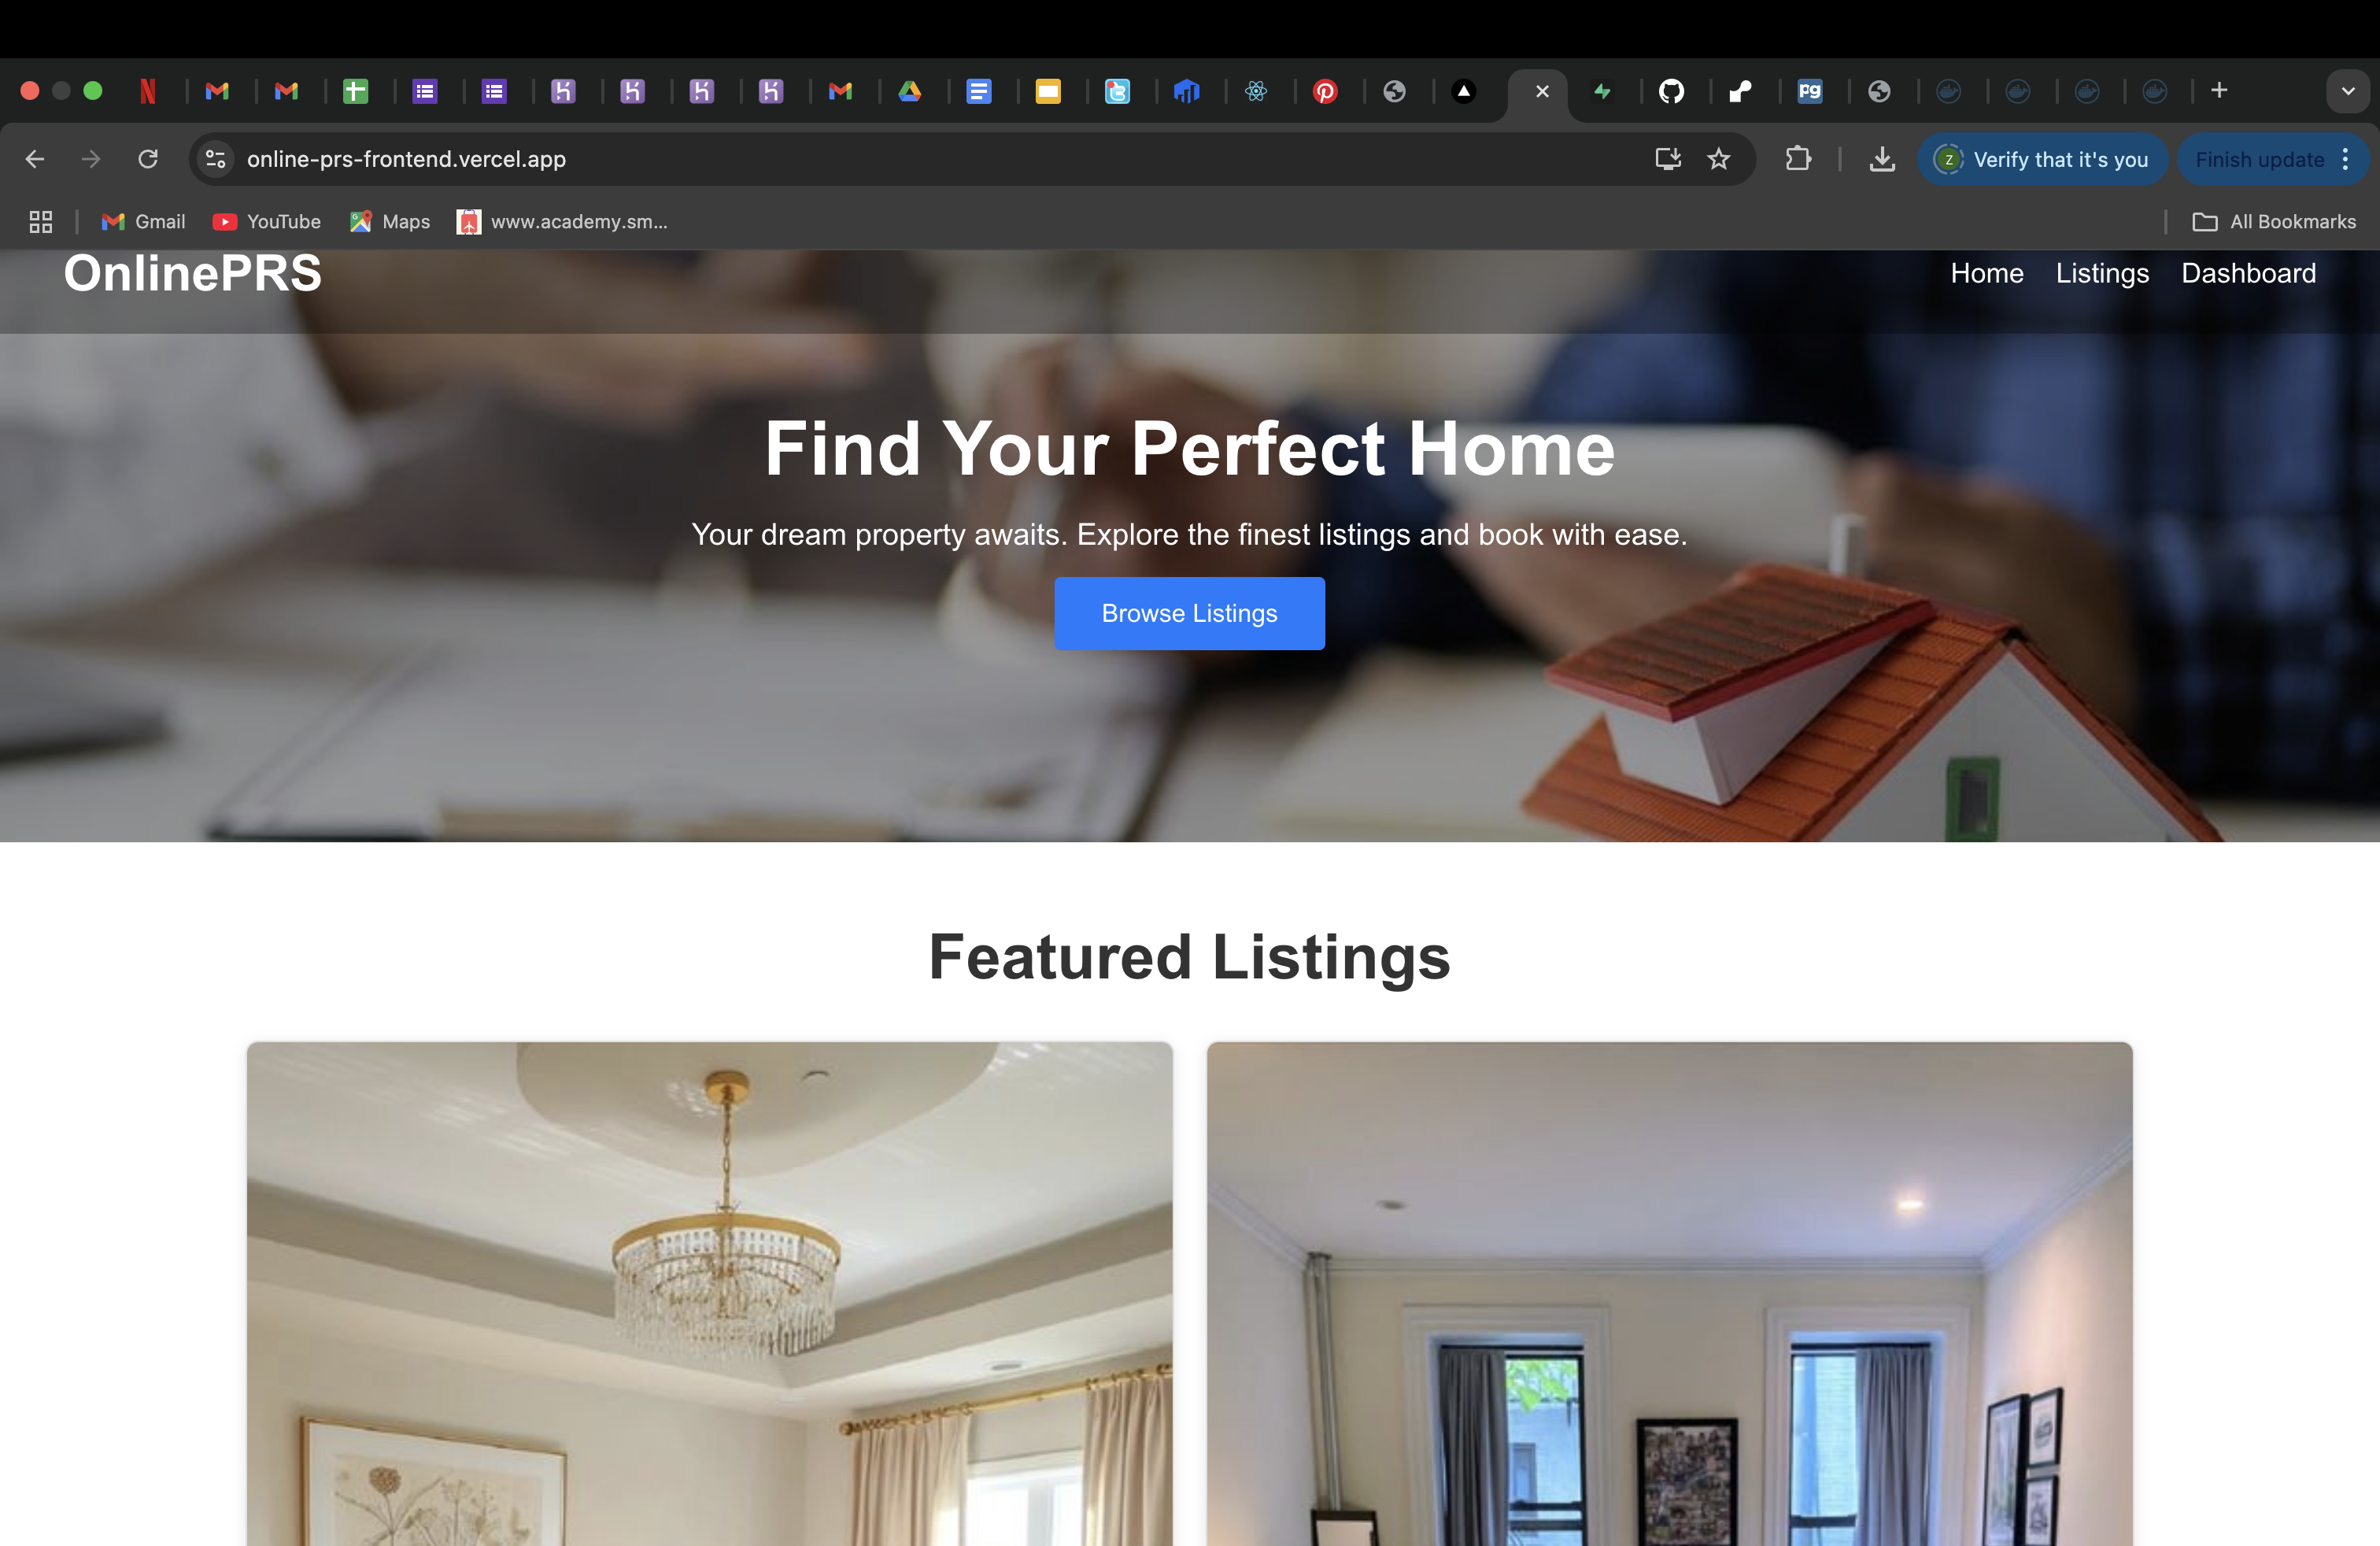 online-prs-frontend.vercel.app
Verify that it's you
Finish update
Gmail
YouTube
Maps
www.academy.sm...
All Bookmarks
OnlinePRS
Home
Listings
Dashboard
Find Your Perfect Home
Your dream property awaits. Explore the finest listings and book with ease.
Browse Listings
Featured Listings